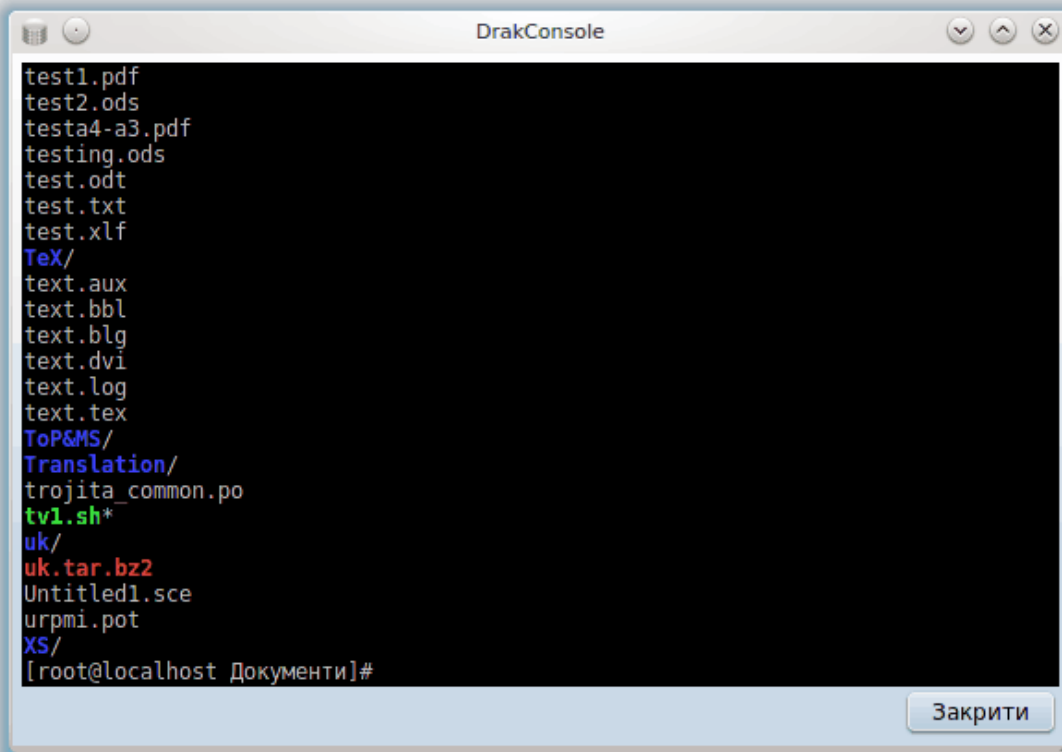 DrakConsole
test1.pdf
test2.ods
testa4-a3.pdf
testing.ods
test.odt
test.txt
test.xlf
TeX/
text.aux
text.bbl
text.blg
text.dvi
text.log
text.tex
ToP&MS/
Translation/
trojita_common.po
tv1.sh*
uk/
uk.tar.bz2
Untitled1.sce
urpmi.pot
XS/
[root@localhost Документи]#
Закрити